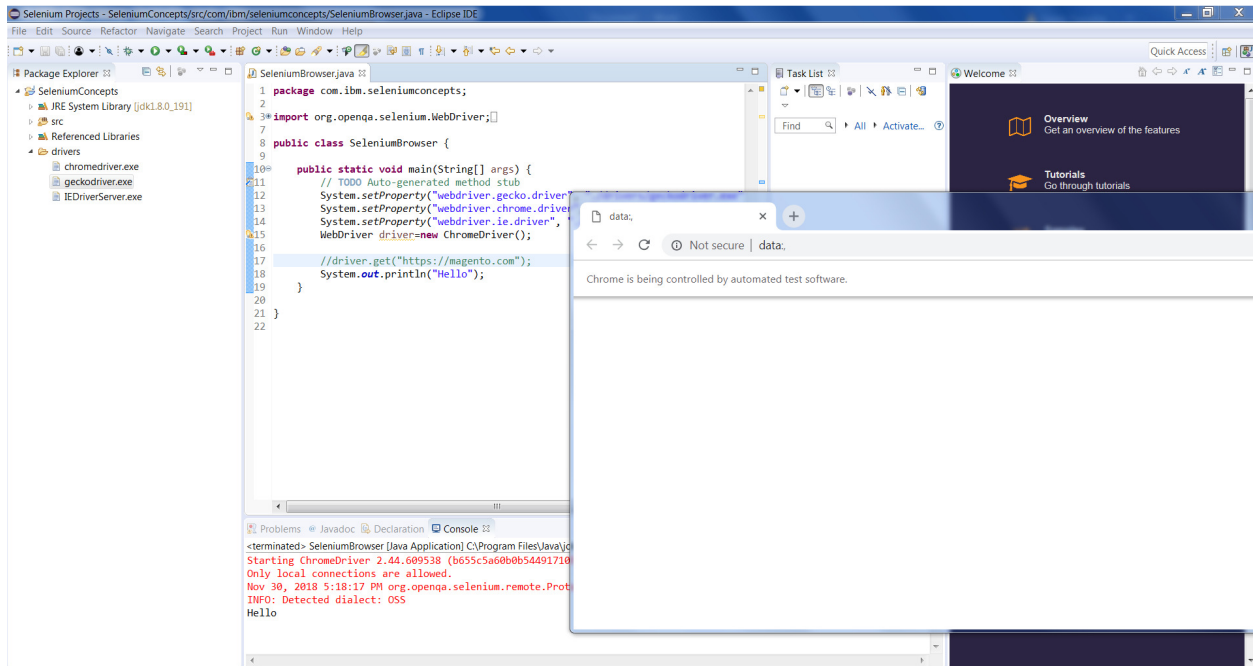 Selenium Projects - SeleniumConcepts/src/com/ibm/seleniumconcepts/SeleniumBrowser.java - Eclipse IDE
File Edit Source Refactor Navigate Search Project Run Window Help
Quick Access
Package Explorer
SeleniumConcepts
JRE System Library [jdk1.8.0_191]
src
Referenced Libraries
drivers
chromedriver.exe
geckodriver.exe
IEDriverServer.exe
SeleniumBrowser.java
1 package com.ibm.seleniumconcepts;
2
3 import org.openqa.selenium.WebDriver;
7
8 public class SeleniumBrowser {
9
10 public static void main(String[] args) {
11 // TODO Auto-generated method stub
12 System.setProperty("webdriver.gecko.driver", "./drivers/geckodriver.exe"
13 System.setProperty("webdriver.chrome.driver
14 System.setProperty("webdriver.ie.driver", "
15 WebDriver driver=new ChromeDriver();
16
17 //driver.get("https://magento.com");
18 System.out.println("Hello");
19 }
20
21 }
22
Task List
Find All Activate...
Welcome
Overview
Get an overview of the features
Tutorials
Go through tutorials
data:,
Not secure | data:,
Chrome is being controlled by automated test software.
Problems Javadoc Declaration Console
<terminated> SeleniumBrowser [Java Application] C:\Program Files\Java\jd
Starting ChromeDriver 2.44.609538 (b655c5a60b0b54491710
Only local connections are allowed.
Nov 30, 2018 5:18:17 PM org.openqa.selenium.remote.Prot
INFO: Detected dialect: OSS
Hello